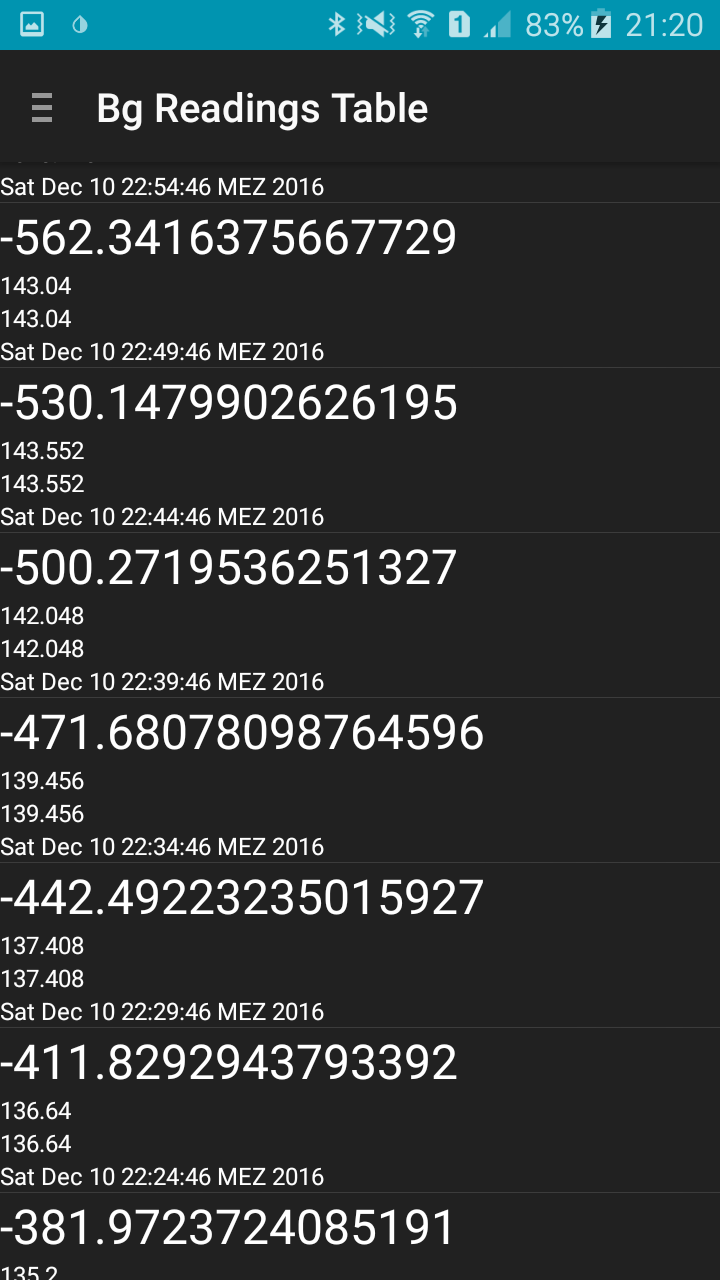 1 83% 21:20
Bg Readings Table
Sat Dec 10 22:54:46 MEZ 2016
-562.3416375667729
143.04
143.04
Sat Dec 10 22:49:46 MEZ 2016
-530.1479902626195
143.552
143.552
Sat Dec 10 22:44:46 MEZ 2016
-500.2719536251327
142.048
142.048
Sat Dec 10 22:39:46 MEZ 2016
-471.68078098764596
139.456
139.456
Sat Dec 10 22:34:46 MEZ 2016
-442.49223235015927
137.408
137.408
Sat Dec 10 22:29:46 MEZ 2016
-411.8292943793392
136.64
136.64
Sat Dec 10 22:24:46 MEZ 2016
-381.9723724085191
135.2